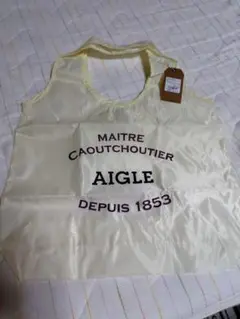 MAITRE
CAOUTCHOUTIER
AIGLE
DEPUIS 1853